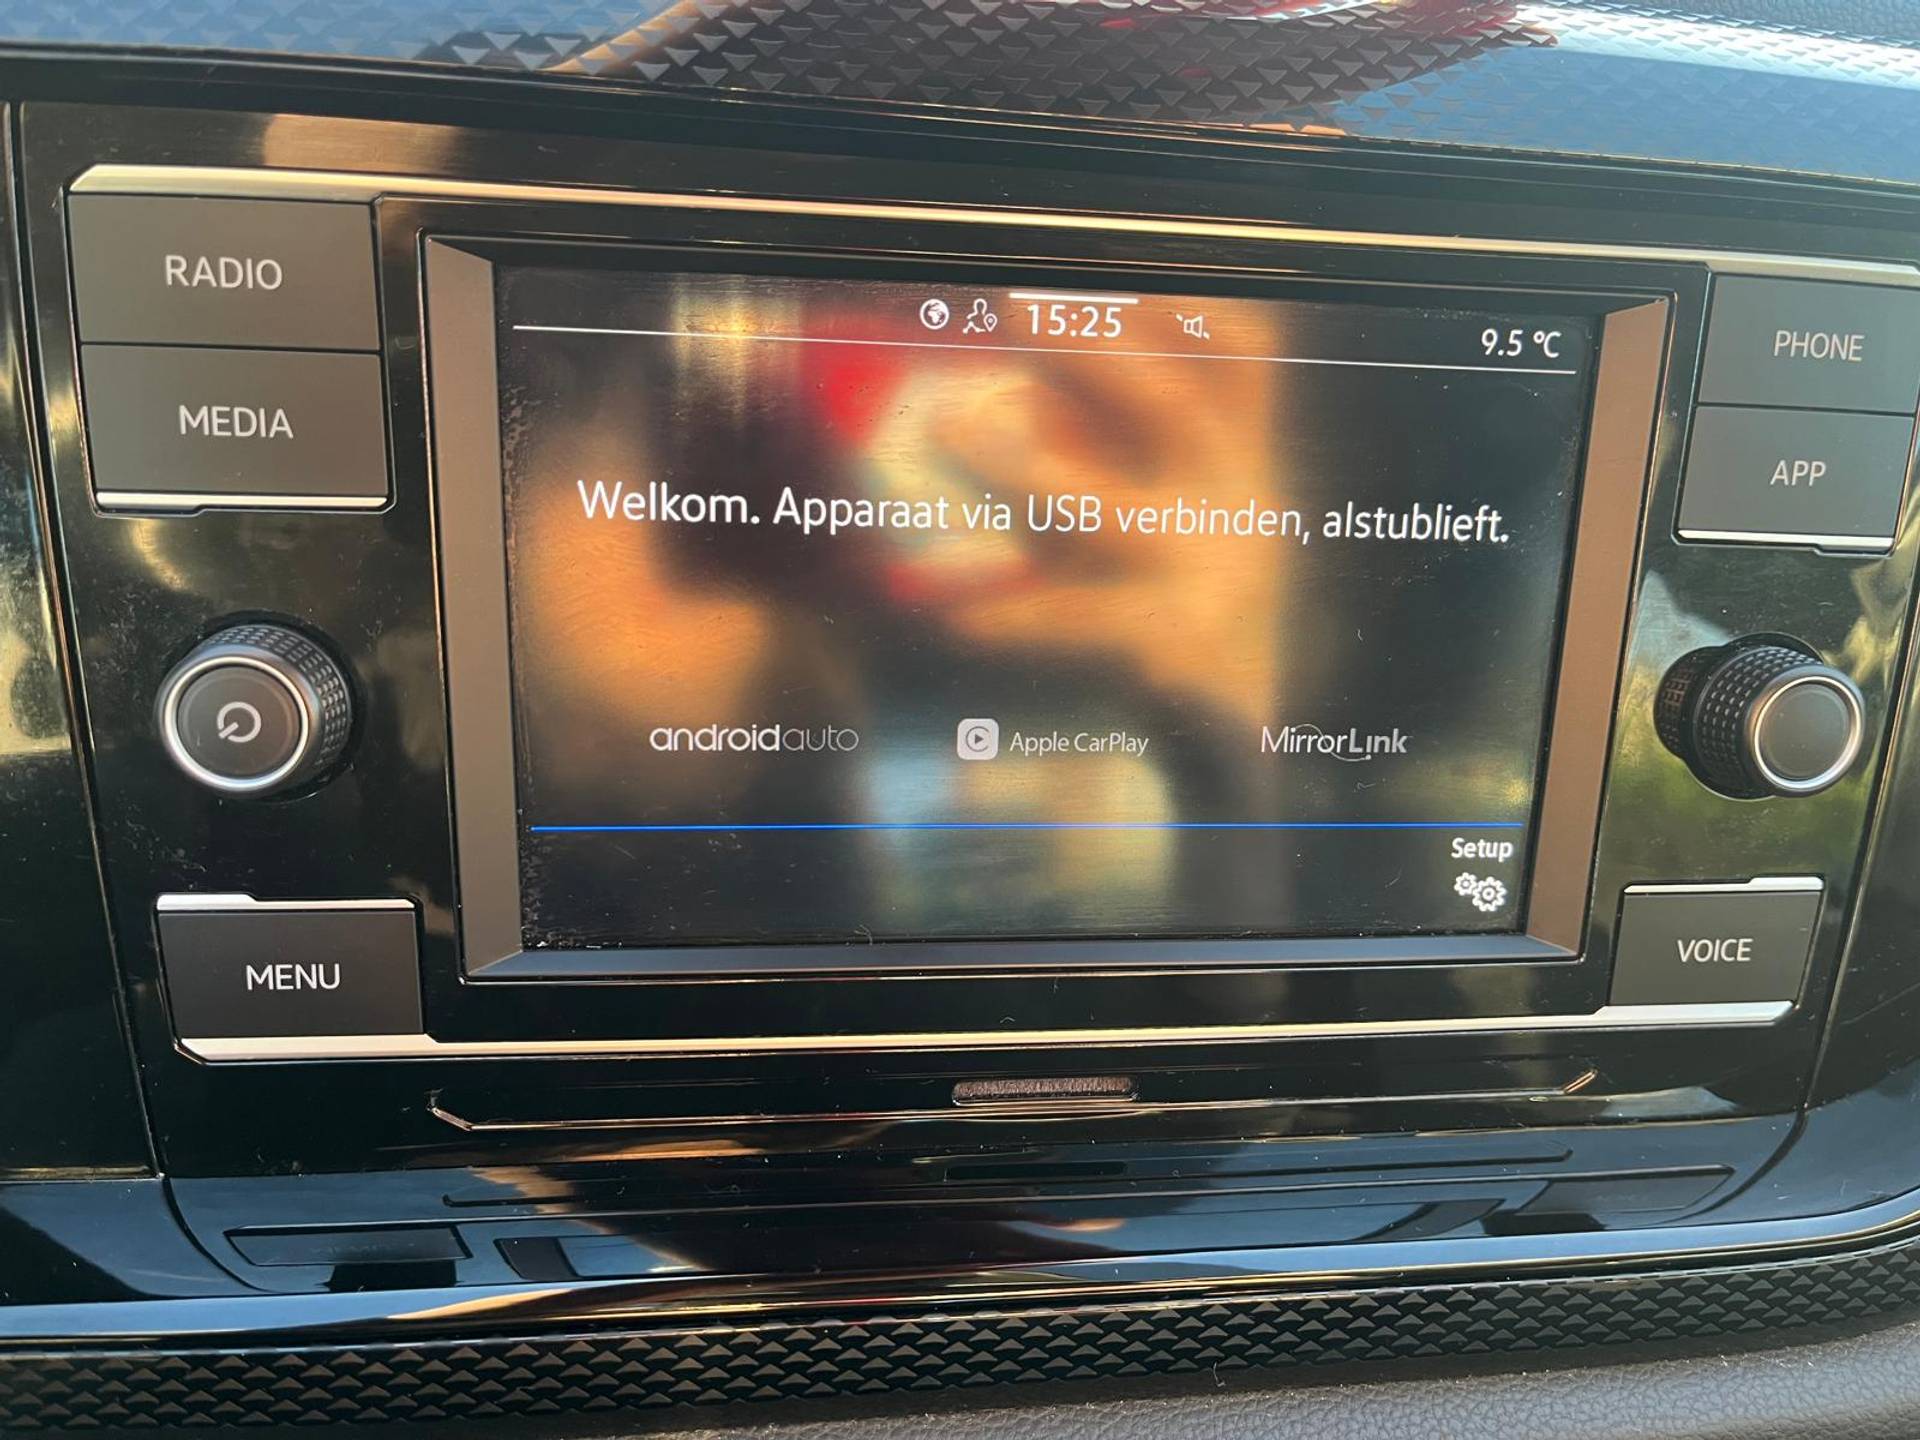 RADIO
MEDIA
MENU
15:25
9.5 °C
Welkom. Apparaat via USB verbinden, alstublieft.
androidauto
Apple CarPlay
MirrorLink
Setup
PHONE
APP
VOICE